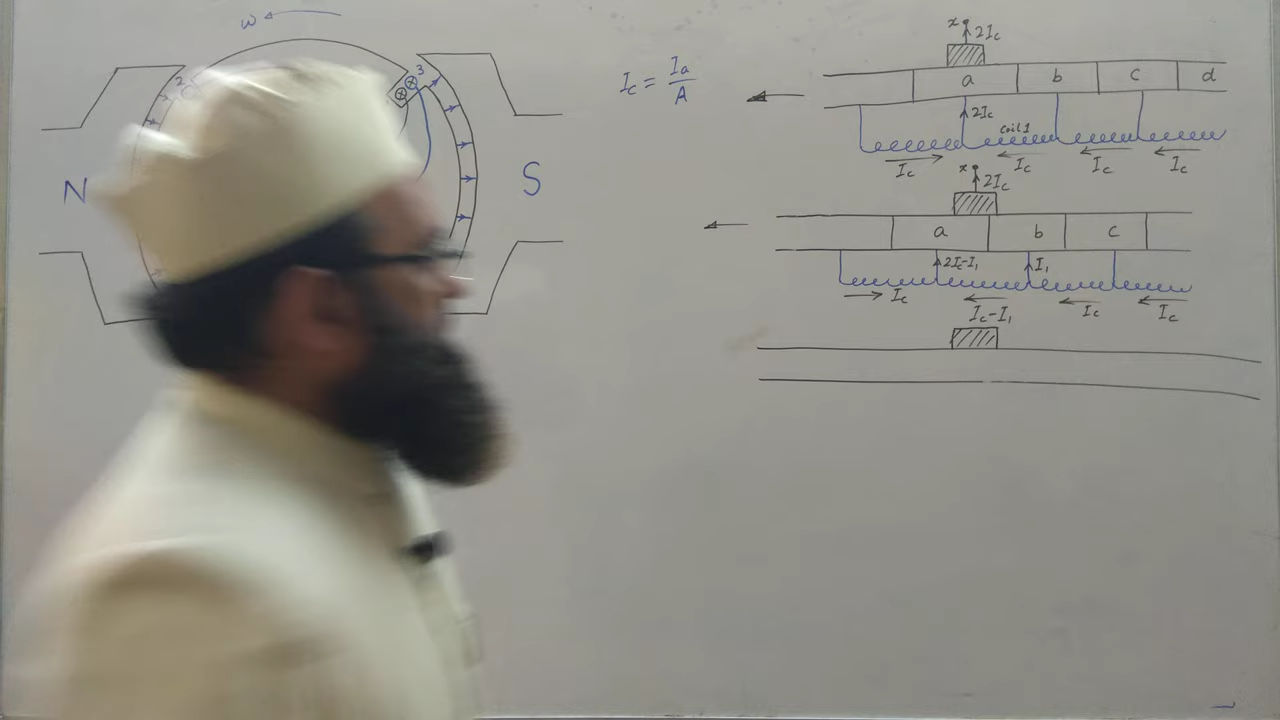 ω
2
3
N
S
I_c = I_a / A
x 2I_c
a b c d
2I_c
coil 1
I_c I_c I_c I_c
x 2I_c
a b c
2I_c-I_1 I_1
I_c I_c-I_1 I_c I_c